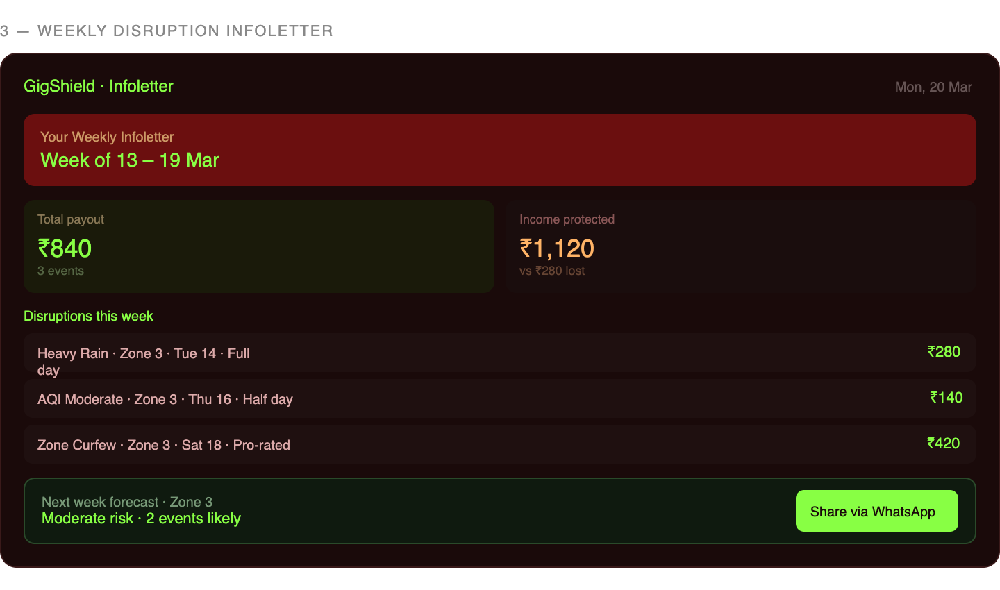 3 — WEEKLY DISRUPTION INFOLETTER
GigShield · Infoletter
Mon, 20 Mar
Your Weekly Infoletter
Week of 13 – 19 Mar
Total payout
₹840
3 events
Income protected
₹1,120
vs ₹280 lost
Disruptions this week
Heavy Rain · Zone 3 · Tue 14 · Full
day
₹280
AQI Moderate · Zone 3 · Thu 16 · Half day
₹140
Zone Curfew · Zone 3 · Sat 18 · Pro-rated
₹420
Next week forecast · Zone 3
Moderate risk · 2 events likely
Share via WhatsApp